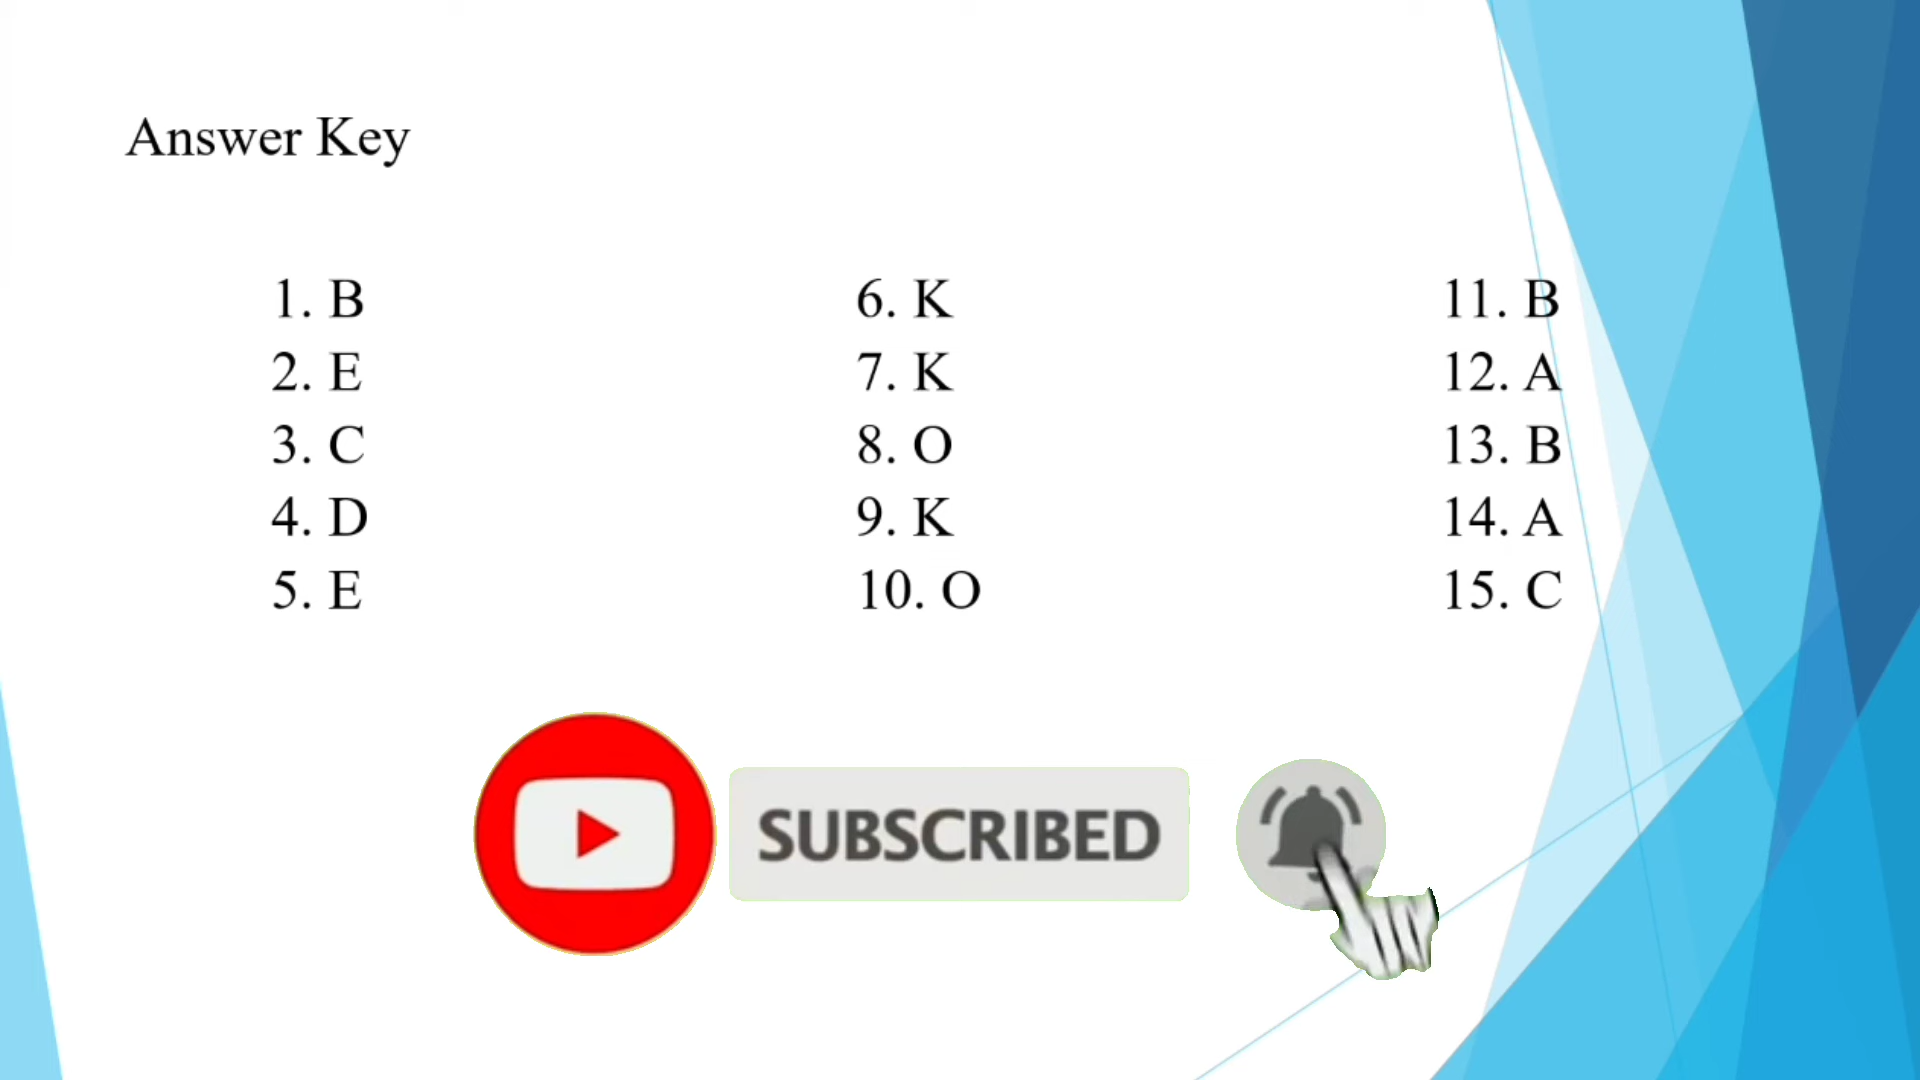 Answer Key
1. B
2. E
3. C
4. D
5. E
6. K
7. K
8. O
9. K
10. O
11. B
12. A
13. B
14. A
15. C
SUBSCRIBED